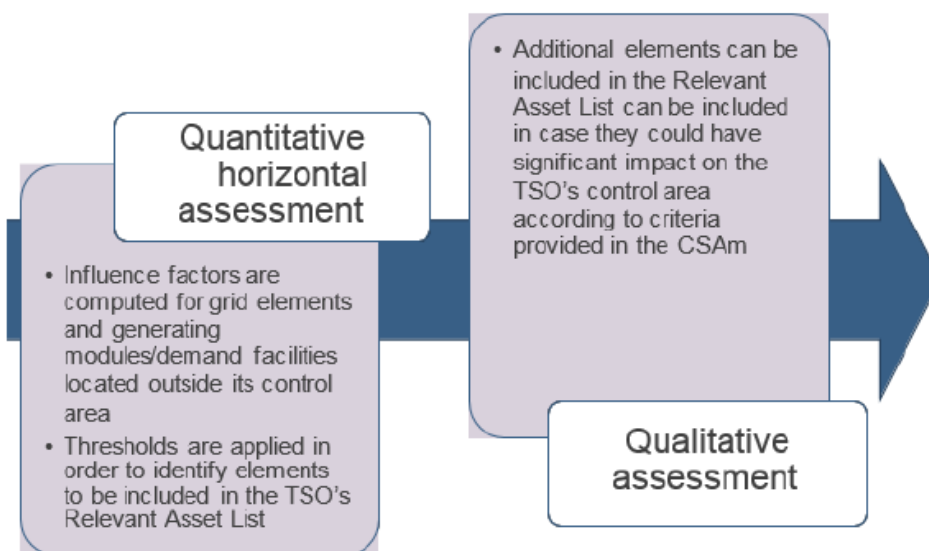 Quantitative
horizontal
assessment
• Influence factors are
computed for grid elements
and generating
modules/demand facilities
located outside its control
area
• Thresholds are applied in
order to identify elements
to be included in the TSO's
Relevant Asset List
• Additional elements can be
included in the Relevant
Asset List can be included
in case they could have
significant impact on the
TSO's control area
according to criteria
provided in the CSAm
Qualitative
assessment